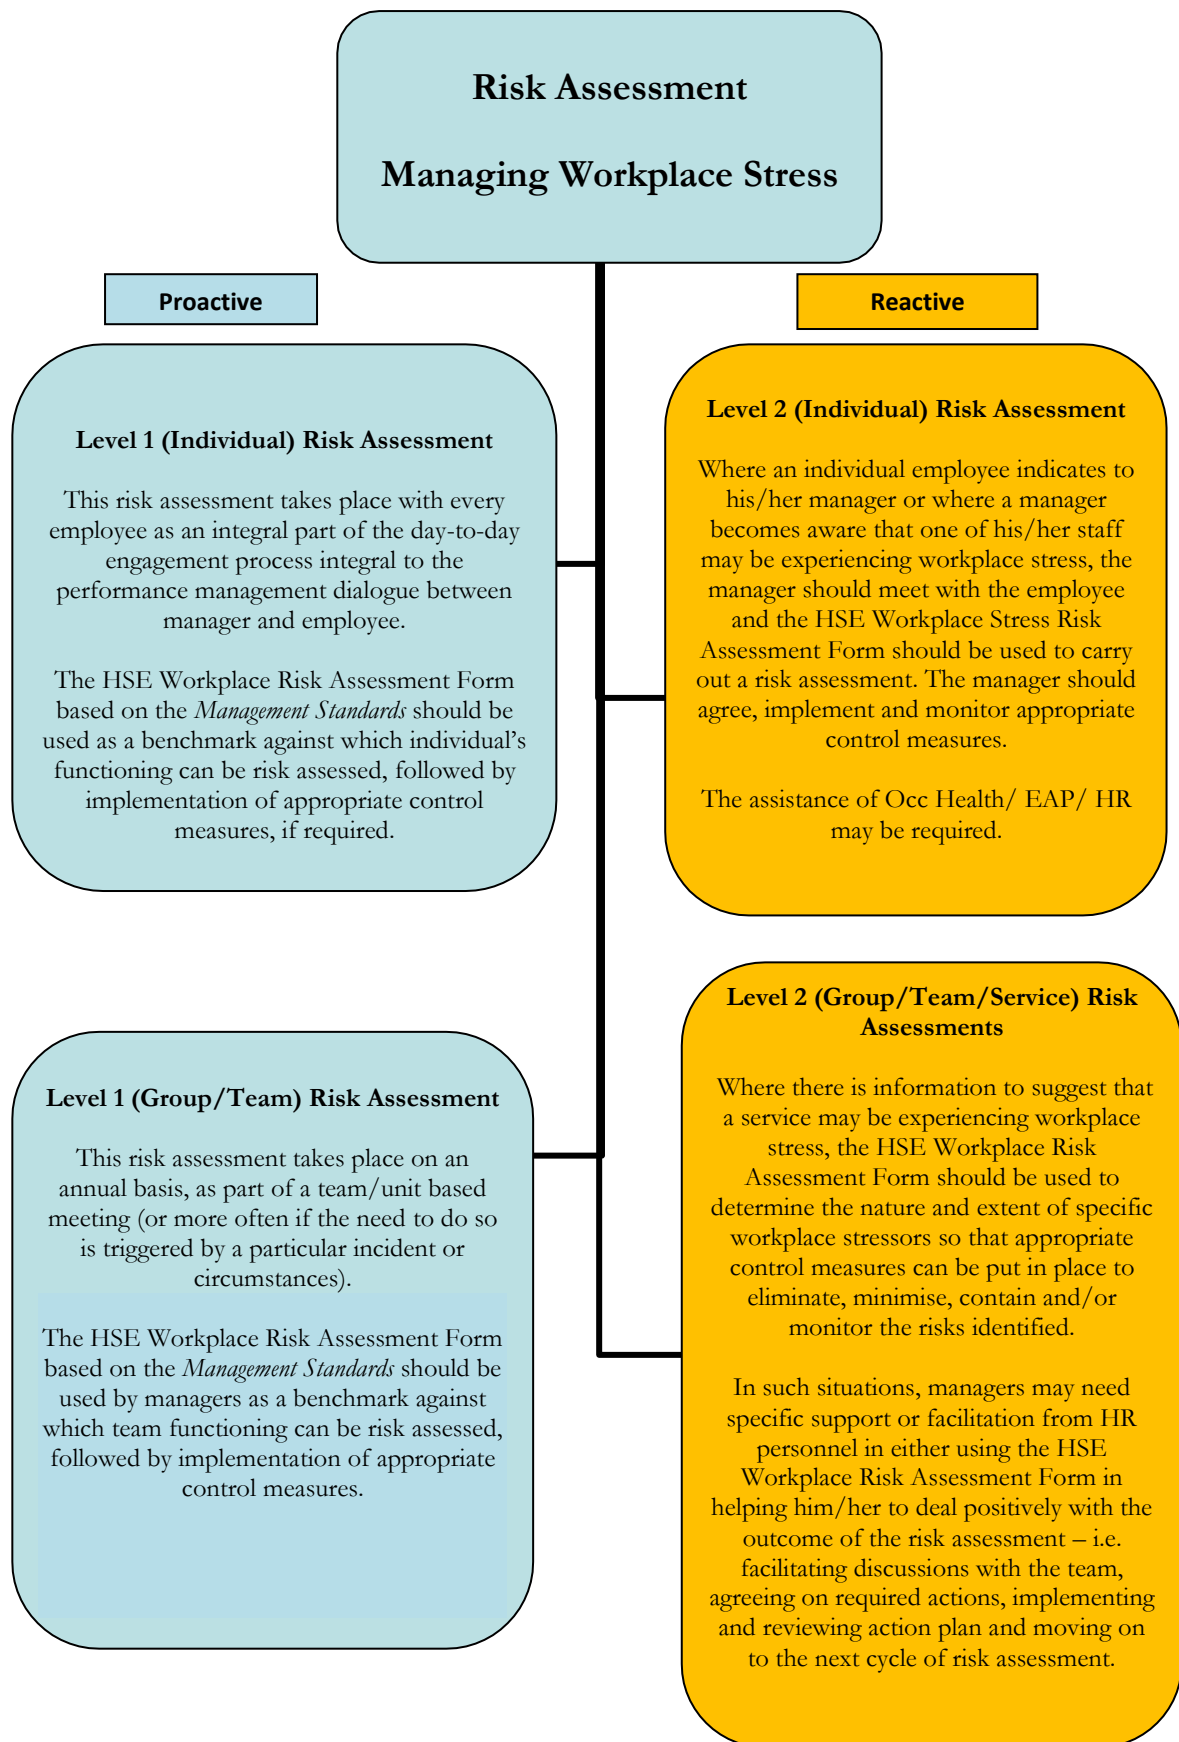 Risk Assessment
Managing Workplace Stress
Proactive
Reactive
Level 1 (Individual) Risk Assessment
This risk assessment takes place with every
employee as an integral part of the day-to-day
engagement process integral to the
performance management dialogue between
manager and employee.
The HSE Workplace Risk Assessment Form
based on the Management Standards should be
used as a benchmark against which individual's
functioning can be risk assessed, followed by
implementation of appropriate control
measures, if required.
Level 2 (Individual) Risk Assessment
Where an individual employee indicates to
his/her manager or where a manager
becomes aware that one of his/her staff
may be experiencing workplace stress, the
manager should meet with the employee
and the HSE Workplace Stress Risk
Assessment Form should be used to carry
out a risk assessment. The manager should
agree, implement and monitor appropriate
control measures.
The assistance of Occ Health/ EAP/ HR
may be required.
Level 1 (Group/Team) Risk Assessment
This risk assessment takes place on an
annual basis, as part of a team/unit based
meeting (or more often if the need to do so
is triggered by a particular incident or
circumstances).
The HSE Workplace Risk Assessment Form
based on the Management Standards should be
used by managers as a benchmark against
which team functioning can be risk assessed,
followed by implementation of appropriate
control measures.
Level 2 (Group/Team/Service) Risk
Assessments
Where there is information to suggest that
a service may be experiencing workplace
stress, the HSE Workplace Risk
Assessment Form should be used to
determine the nature and extent of specific
workplace stressors so that appropriate
control measures can be put in place to
eliminate, minimise, contain and/or
monitor the risks identified.
In such situations, managers may need
specific support or facilitation from HR
personnel in either using the HSE
Workplace Risk Assessment Form in
helping him/her to deal positively with the
outcome of the risk assessment – i.e.
facilitating discussions with the team,
agreeing on required actions, implementing
and reviewing action plan and moving on
to the next cycle of risk assessment.